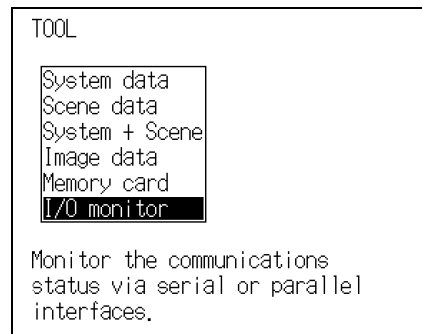 TOOL
System data
Scene data
System + Scene
Image data
Memory card
I/O monitor
Monitor the communications
status via serial or parallel
interfaces.